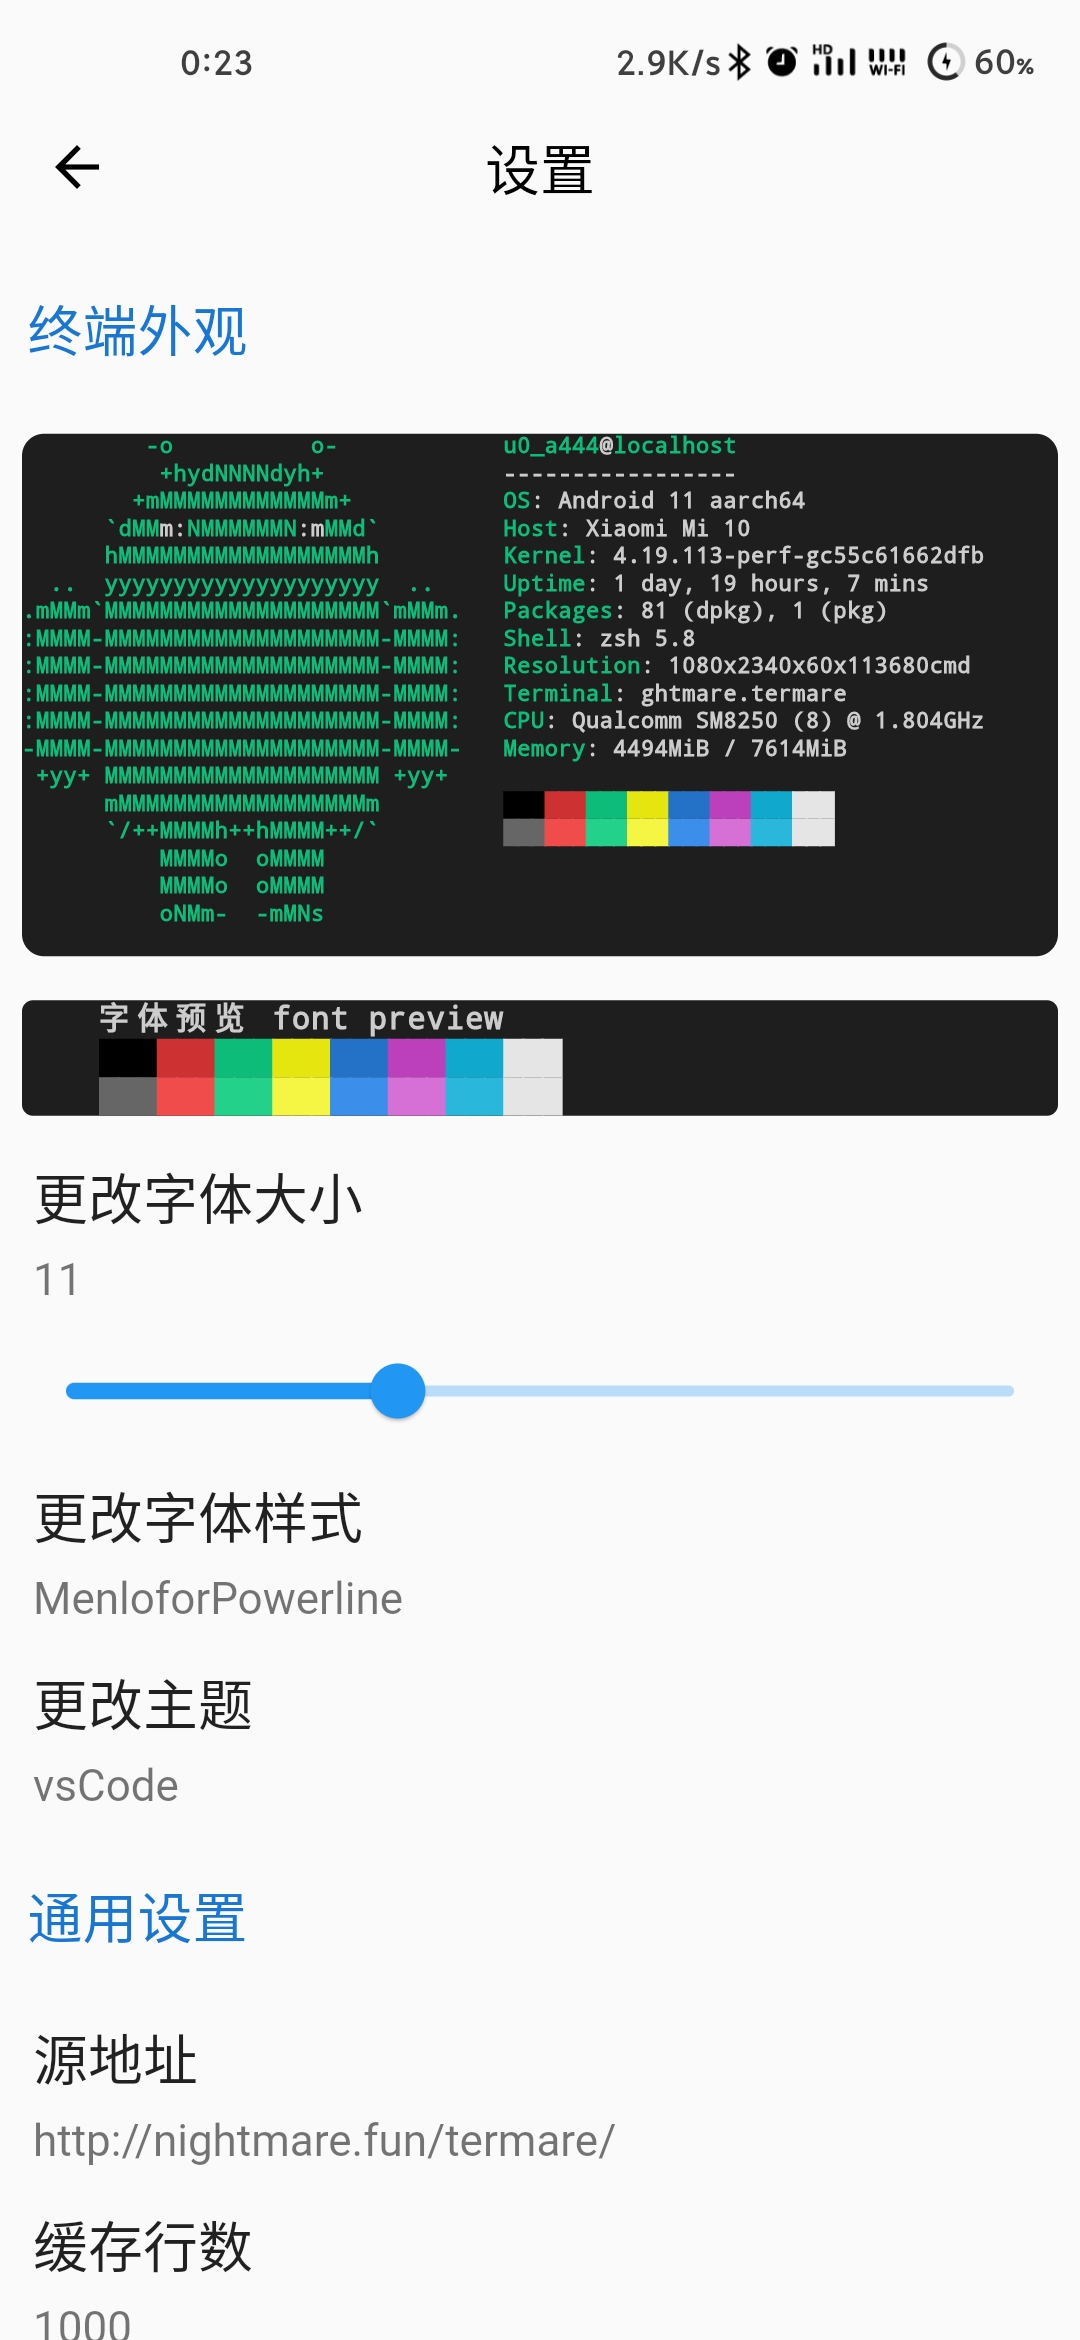 0:23 2.9K/s HD WI-FI 60%
设置
终端外观
-o          o-
+hydNNNNdyh+
+mMMMMMMMMMMMMm+
`dMMm:NMMMMMMN:mMMd`
hMMMMMMMMMMMMMMMMMMh
..  yyyyyyyyyyyyyyyyyyyy  ..
.mMMm`MMMMMMMMMMMMMMMMMMMM`mMMm.
:MMMM-MMMMMMMMMMMMMMMMMMMM-MMMM:
:MMMM-MMMMMMMMMMMMMMMMMMMM-MMMM:
:MMMM-MMMMMMMMMMMMMMMMMMMM-MMMM:
:MMMM-MMMMMMMMMMMMMMMMMMMM-MMMM:
-MMMM-MMMMMMMMMMMMMMMMMMMM-MMMM-
+yy+ MMMMMMMMMMMMMMMMMMMM +yy+
mMMMMMMMMMMMMMMMMMMm
`/++MMMMh++hMMMM++/`
MMMMo  oMMMM
MMMMo  oMMMM
oNMm-  -mMNs
u0_a444@localhost
-----------------
OS: Android 11 aarch64
Host: Xiaomi Mi 10
Kernel: 4.19.113-perf-gc55c61662dfb
Uptime: 1 day, 19 hours, 7 mins
Packages: 81 (dpkg), 1 (pkg)
Shell: zsh 5.8
Resolution: 1080x2340x60x113680cmd
Terminal: ghtmare.termare
CPU: Qualcomm SM8250 (8) @ 1.804GHz
Memory: 4494MiB / 7614MiB
字体预览 font preview
更改字体大小
11
更改字体样式
MenloforPowerline
更改主题
vsCode
通用设置
源地址
http://nightmare.fun/termare/
缓存行数
1000